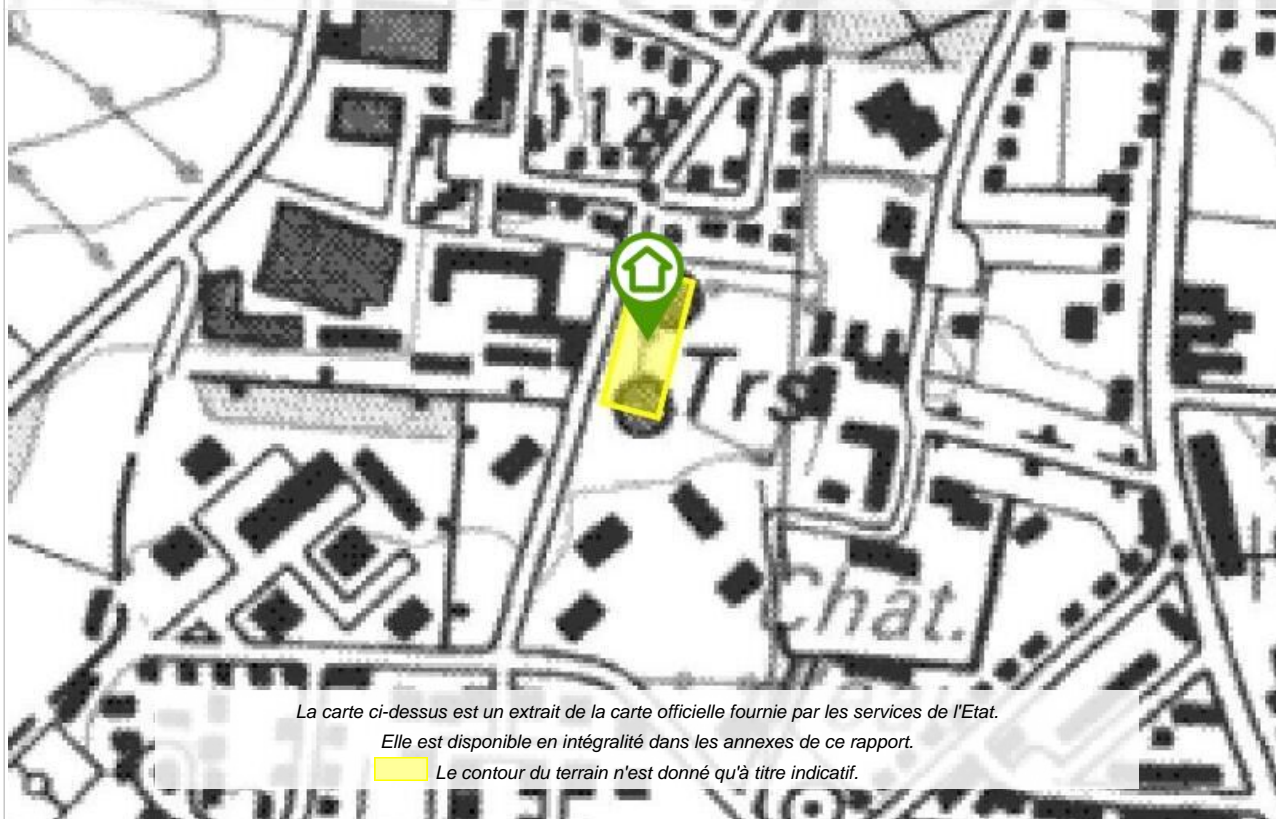 112
Trs
Chat.
La carte ci-dessus est un extrait de la carte officielle fournie par les services de l'Etat.
Elle est disponible en intégralité dans les annexes de ce rapport.
Le contour du terrain n'est donné qu'à titre indicatif.